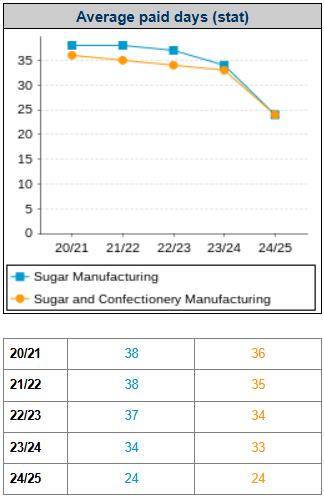 Average paid days (stat)
35
30
25
20
15
10
5
0
20/21 21/22 22/23 23/24 24/25
Sugar Manufacturing
Sugar and Confectionery Manufacturing
20/21 38 36
21/22 38 35
22/23 37 34
23/24 34 33
24/25 24 24